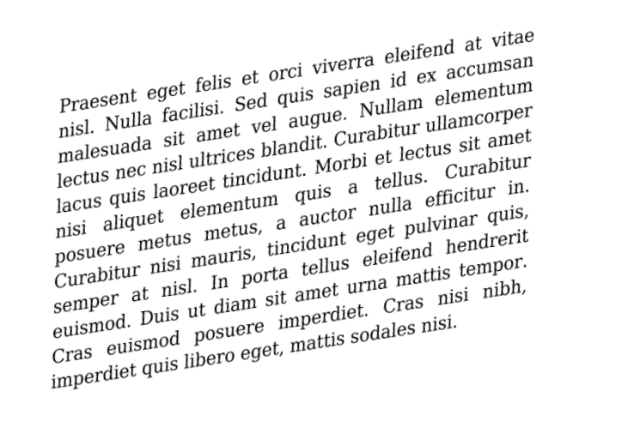 Praesent eget felis et orci viverra eleifend at vitae
nisl. Nulla facilisi. Sed quis sapien id ex accumsan
malesuada sit amet vel augue. Nullam elementum
lectus nec nisl ultrices blandit. Curabitur ullamcorper
lacus quis laoreet tincidunt. Morbi et lectus sit amet
nisi aliquet elementum quis a tellus. Curabitur
posuere metus metus, a auctor nulla efficitur in.
Curabitur nisi mauris, tincidunt eget pulvinar quis,
semper at nisl. In porta tellus eleifend hendrerit
euismod. Duis ut diam sit amet urna mattis tempor.
Cras euismod posuere imperdiet. Cras nisi nibh,
imperdiet quis libero eget, mattis sodales nisi.